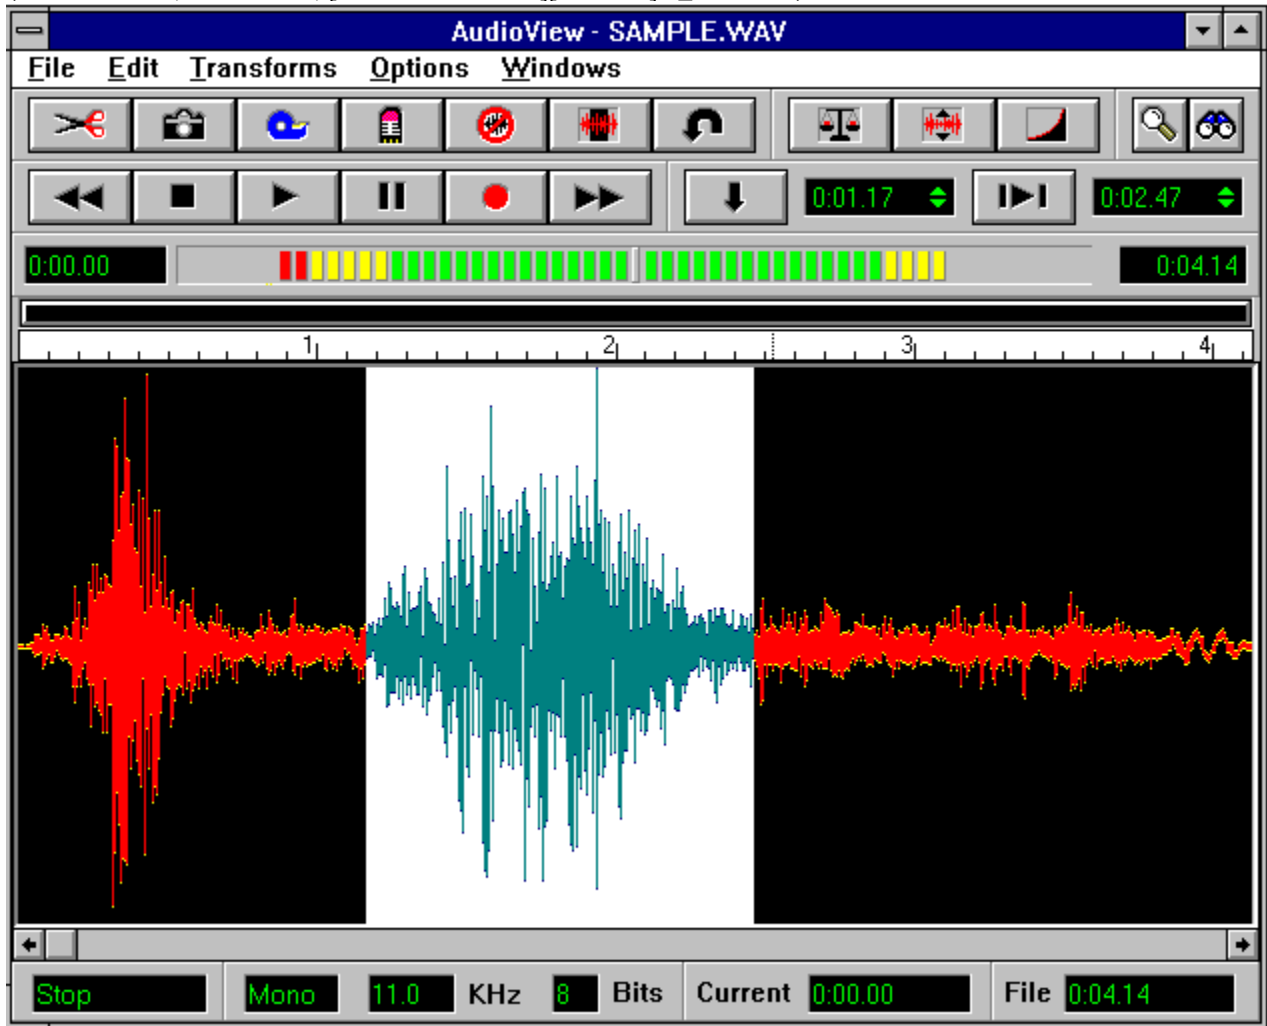 AudioView - SAMPLE.WAV
File Edit Transforms Options Windows
0:01.17 0:02.47
0:00.00 0:04.14
1 2 3 4
Stop Mono 11.0 KHz 8 Bits Current 0:00.00 File 0:04.14